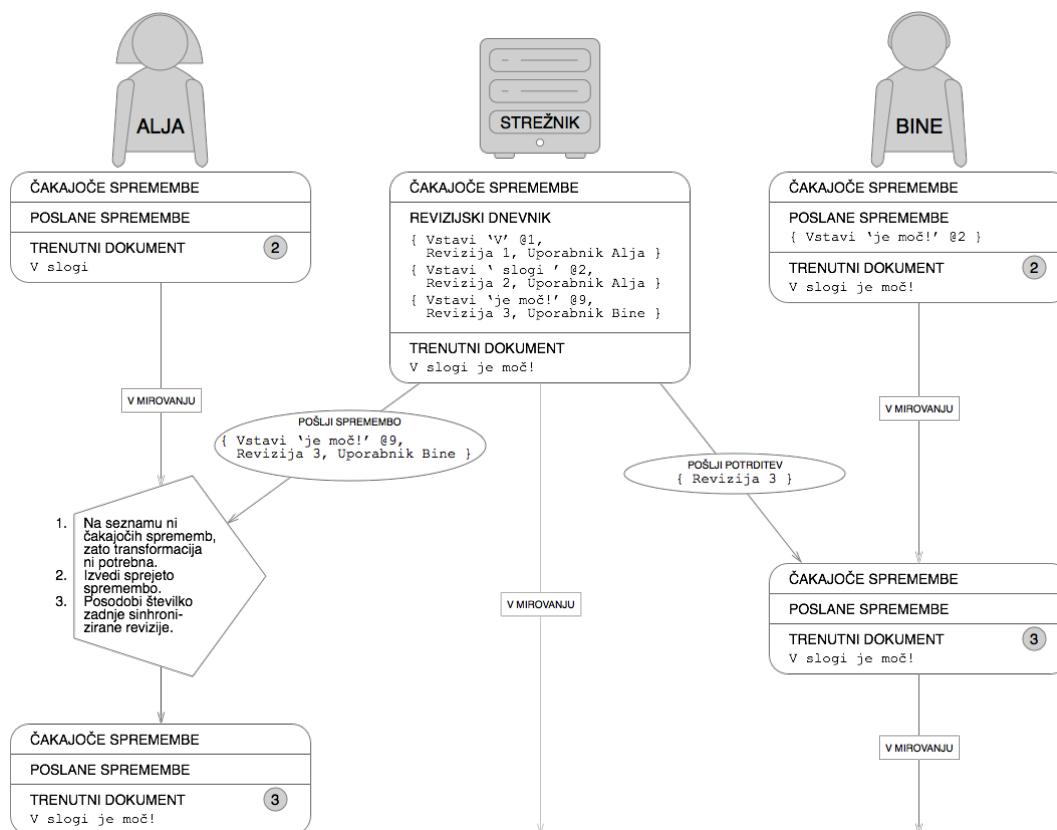 ALJA
STREŽNIK
BINE
ČAKAJOČE SPREMEMBE
POSLANE SPREMEMBE
TRENUTNI DOKUMENT 2
V slogi
ČAKAJOČE SPREMEMBE
REVIZIJSKI DNEVNIK
{ Vstavi ‘V’ @1,
Revizija 1, Uporabnik Alja }
{ Vstavi ‘ slogi ’ @2,
Revizija 2, Uporabnik Alja }
{ Vstavi ‘je moč!’ @9,
Revizija 3, Uporabnik Bine }
TRENUTNI DOKUMENT
V slogi je moč!
ČAKAJOČE SPREMEMBE
POSLANE SPREMEMBE
{ Vstavi ‘je moč!’ @2 }
TRENUTNI DOKUMENT 2
V slogi je moč!
V MIROVANJU
V MIROVANJU
POŠLJI SPREMEMBO
{ Vstavi ‘je moč!’ @9,
Revizija 3, Uporabnik Bine }
POŠLJI POTRDITEV
{ Revizija 3 }
1. Na seznamu ni
čakajočih sprememb,
zato transformacija
ni potrebna.
2. Izvedi sprejeto
spremembo.
3. Posodobi številko
zadnje sinhroni-
zirane revizije.
V MIROVANJU
ČAKAJOČE SPREMEMBE
POSLANE SPREMEMBE
TRENUTNI DOKUMENT 3
V slogi je moč!
V MIROVANJU
ČAKAJOČE SPREMEMBE
POSLANE SPREMEMBE
TRENUTNI DOKUMENT 3
V slogi je moč!